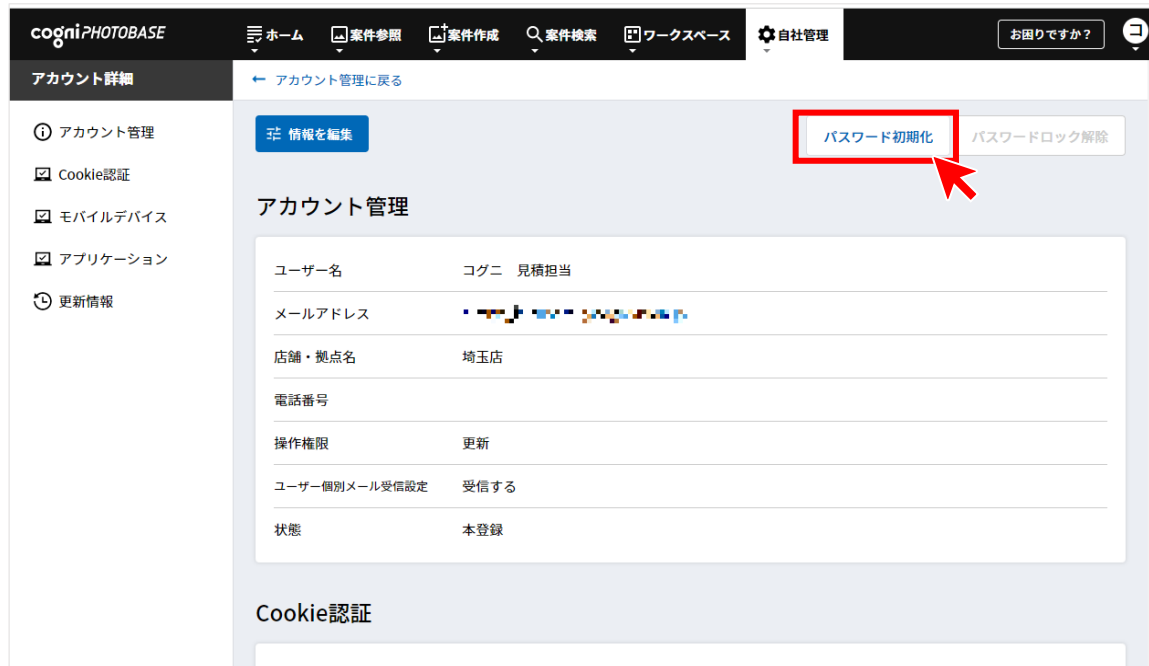 cogni PHOTOBASE ホーム 案件参照 案件作成 案件検索 ワークスペース 自社管理 お困りですか？ コ
アカウント詳細
← アカウント管理に戻る
アカウント管理
Cookie認証
モバイルデバイス
アプリケーション
更新情報
情報を編集 パスワード初期化 パスワードロック解除
アカウント管理
ユーザー名 コグニ　見積担当
メールアドレス
店舗・拠点名 埼玉店
電話番号
操作権限 更新
ユーザー個別メール受信設定 受信する
状態 本登録
Cookie認証